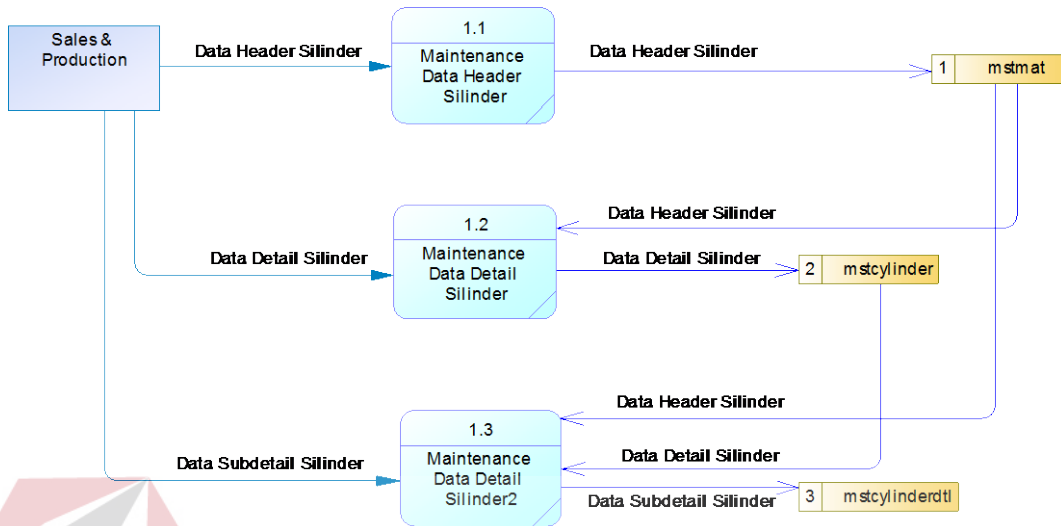 Sales &
Production
Data Header Silinder
1.1
Maintenance
Data Header
Silinder
Data Header Silinder
1 mstmat
Data Header Silinder
1.2
Maintenance
Data Detail
Silinder
Data Detail Silinder
Data Detail Silinder
2 mstcylinder
Data Header Silinder
1.3
Maintenance
Data Detail
Silinder2
Data Subdetail Silinder
Data Detail Silinder
Data Subdetail Silinder
3 mstcylinderdtl